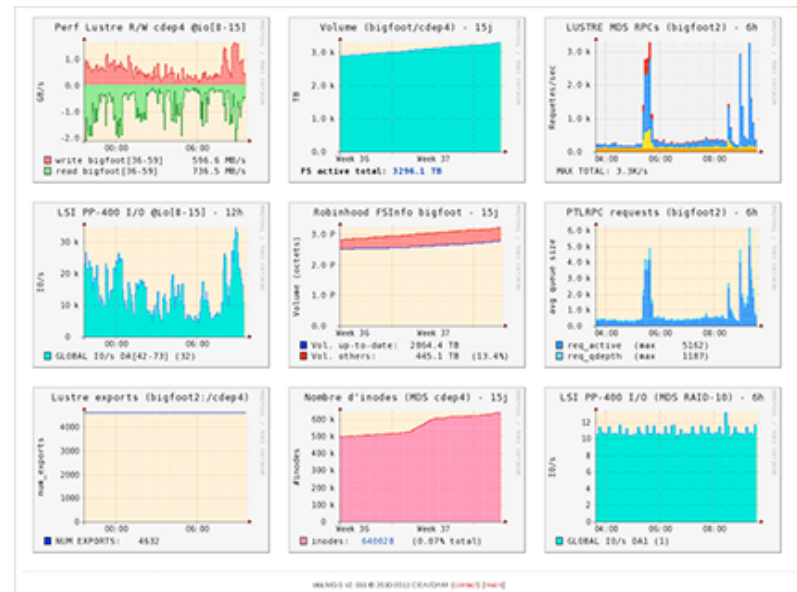 Perf Lustre R/W cdep4 @io[8-15]
GB/s
1.0
0.0
-1.0
-2.0
00:00 06:00
write bigfoot[36-59] 596.6 MB/s
read bigfoot[36-59] 736.5 MB/s
Volume (bigfoot/cdep4) - 15j
TB
3.0 k
2.0 k
1.0 k
0.0
Week 36 Week 37
FS active total: 3296.1 TB
LUSTRE MDS RPCs (bigfoot2) - 6h
Requetes/sec
3.0 k
2.0 k
1.0 k
0.0
04:00 06:00 08:00
MAX TOTAL: 3.3K/s
LSI PP-400 I/O @io[8-15] - 12h
IO/s
30 k
20 k
10 k
0
00:00 06:00
GLOBAL IO/s DA[42-73] (32)
Robinhood FSInfo bigfoot - 15j
Volume (octets)
3.0 P
2.0 P
1.0 P
0.0
Week 36 Week 37
Vol. up-to-date: 2864.4 TB
Vol. others: 445.1 TB (13.4%)
PTLRPC requests (bigfoot2) - 6h
avg queue size
6.0 k
5.0 k
4.0 k
3.0 k
2.0 k
1.0 k
0.0
04:00 06:00 08:00
req_active (max 5162)
req_qdepth (max 1187)
Lustre exports (bigfoot2:/cdep4)
num_exports
4000
3000
2000
1000
0
00:00 06:00
NUM EXPORTS: 4632
Nombre d'inodes (MDS cdep4) - 15j
#inodes
600 k
500 k
400 k
300 k
200 k
100 k
0
Week 36 Week 37
inodes: 640028 (0.07% total)
LSI PP-400 I/O (MDS RAID-10) - 6h
IO/s
12
10
8
6
4
2
0
04:00 06:00 08:00
GLOBAL IO/s DA1 (1)
2010-2011 CEA/DAM (contact) [main]